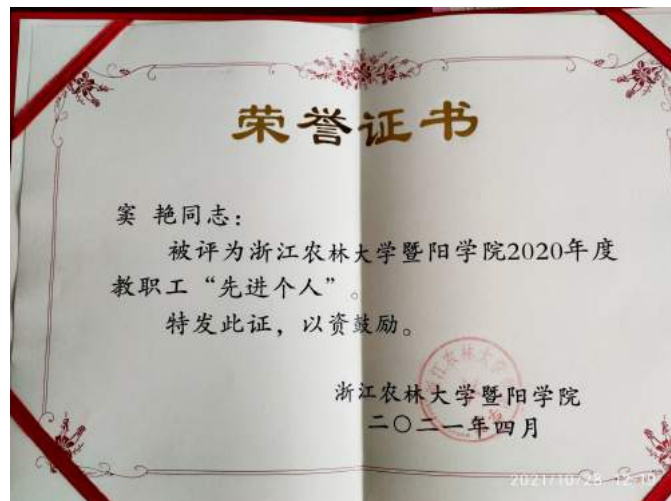 荣誉证书
窦 艳同志：
被评为浙江农林大学暨阳学院2020年度
教职工“先进个人”。
特发此证，以资鼓励。
浙江农林大学暨阳学院
二〇二一年四月
2021/10/28 12:19